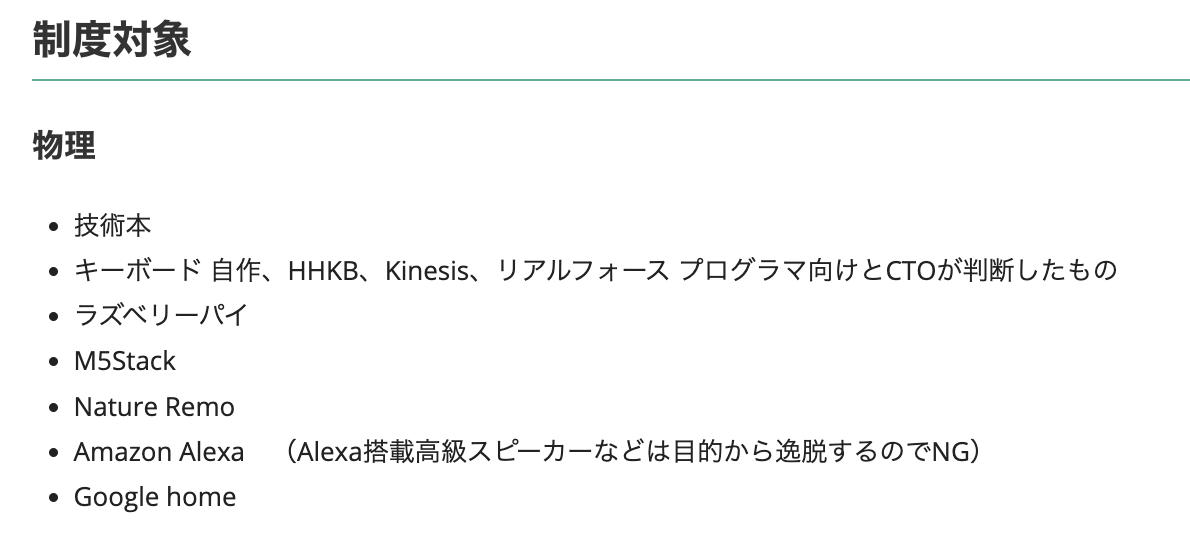 制度対象
物理
• 技術本
• キーボード 自作、HHKB、Kinesis、リアルフォース プログラマ向けとCTOが判断したもの
• ラズベリーパイ
• M5Stack
• Nature Remo
• Amazon Alexa　（Alexa搭載高級スピーカーなどは目的から逸脱するのでNG）
• Google home